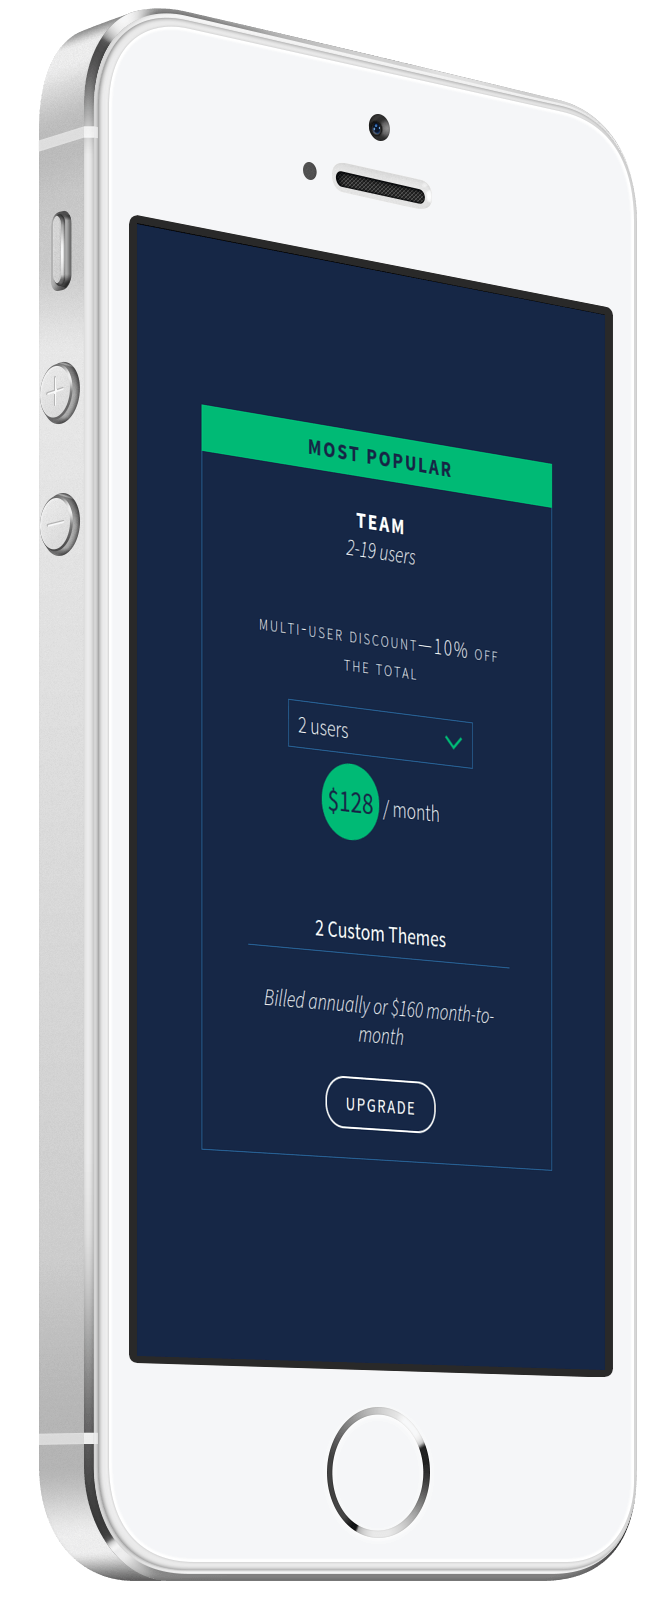 MOST POPULAR
TEAM
2-19 users
MULTI-USER DISCOUNT—10% OFF
THE TOTAL
2 users
$128 / month
2 Custom Themes
Billed annually or $160 month-to-
month
UPGRADE